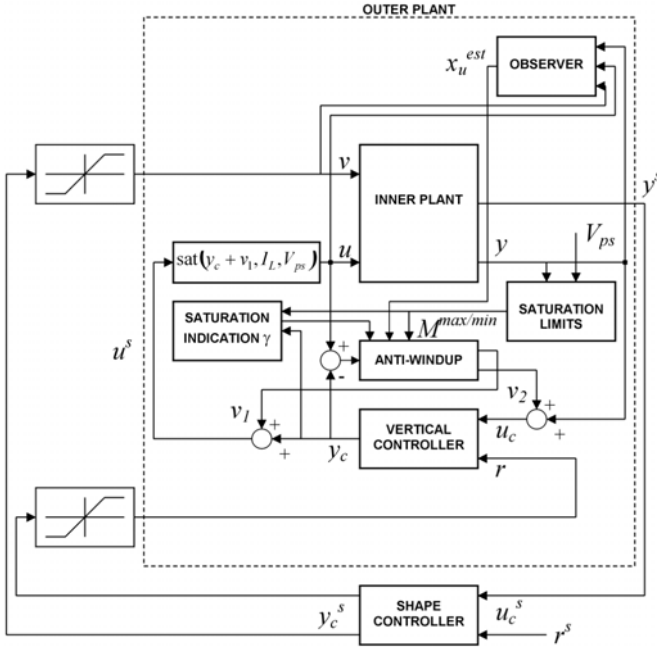 OUTER PLANT
x_u^est
OBSERVER
v
INNER PLANT
y^s
sat(y_c + v_1, I_L, V_ps)
u
y
V_ps
SATURATION INDICATION γ
M^max/min
SATURATION LIMITS
u^s
+
-
ANTI-WINDUP
v_1
+
+
y_c
VERTICAL CONTROLLER
v_2
+
+
u_c
r
y_c^s
SHAPE CONTROLLER
u_c^s
r^s